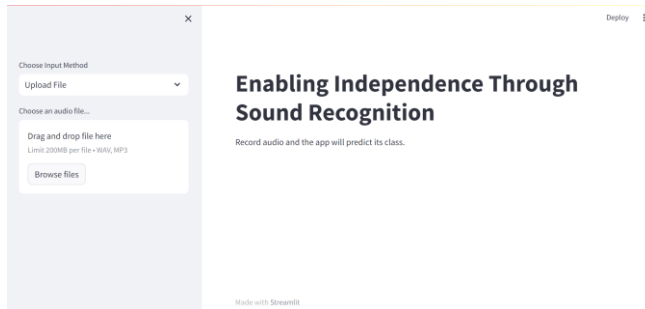 Deploy
Choose Input Method
Upload File
Choose an audio file...
Drag and drop file here
Limit 200MB per file • WAV, MP3
Browse files
Enabling Independence Through
Sound Recognition
Record audio and the app will predict its class.
Made with Streamlit